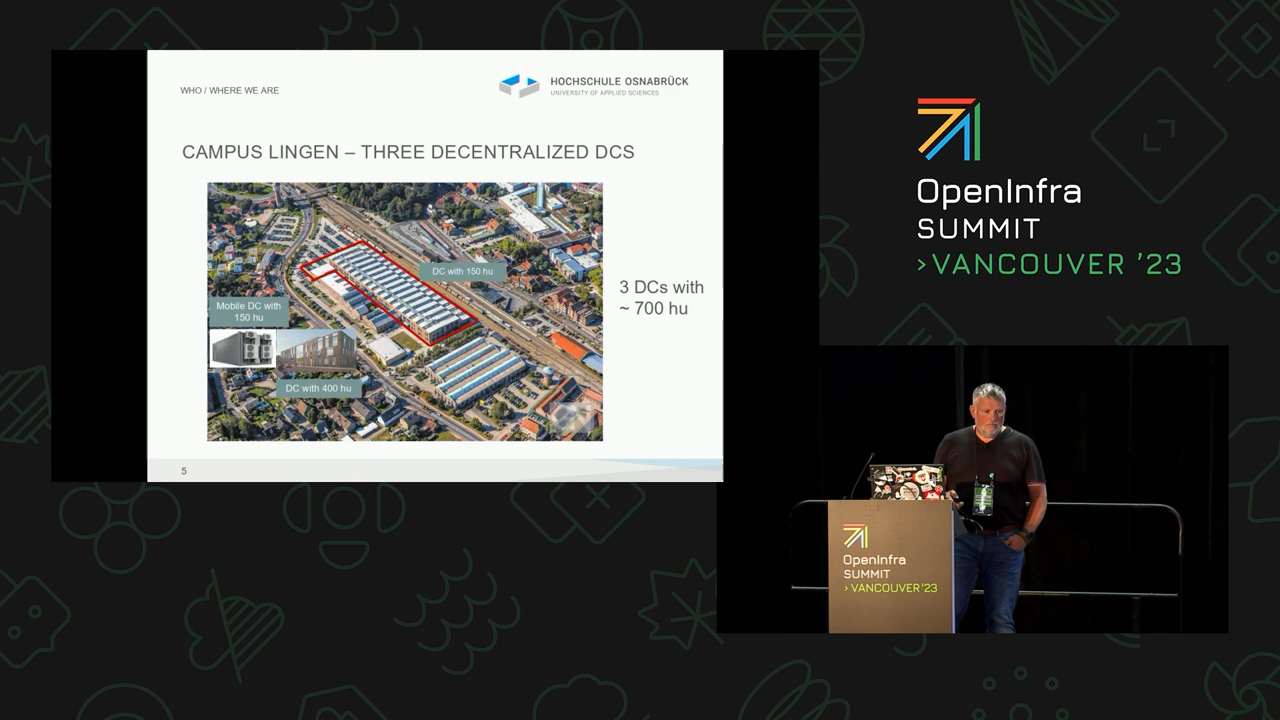 WHO / WHERE WE ARE
HOCHSCHULE OSNABRÜCK
UNIVERSITY OF APPLIED SCIENCES
CAMPUS LINGEN – THREE DECENTRALIZED DCS
DC with 150 hu
Mobile DC with
150 hu
DC with 400 hu
3 DCs with
~ 700 hu
5
OpenInfra
SUMMIT
>VANCOUVER '23
OpenInfra
SUMMIT
>VANCOUVER '23